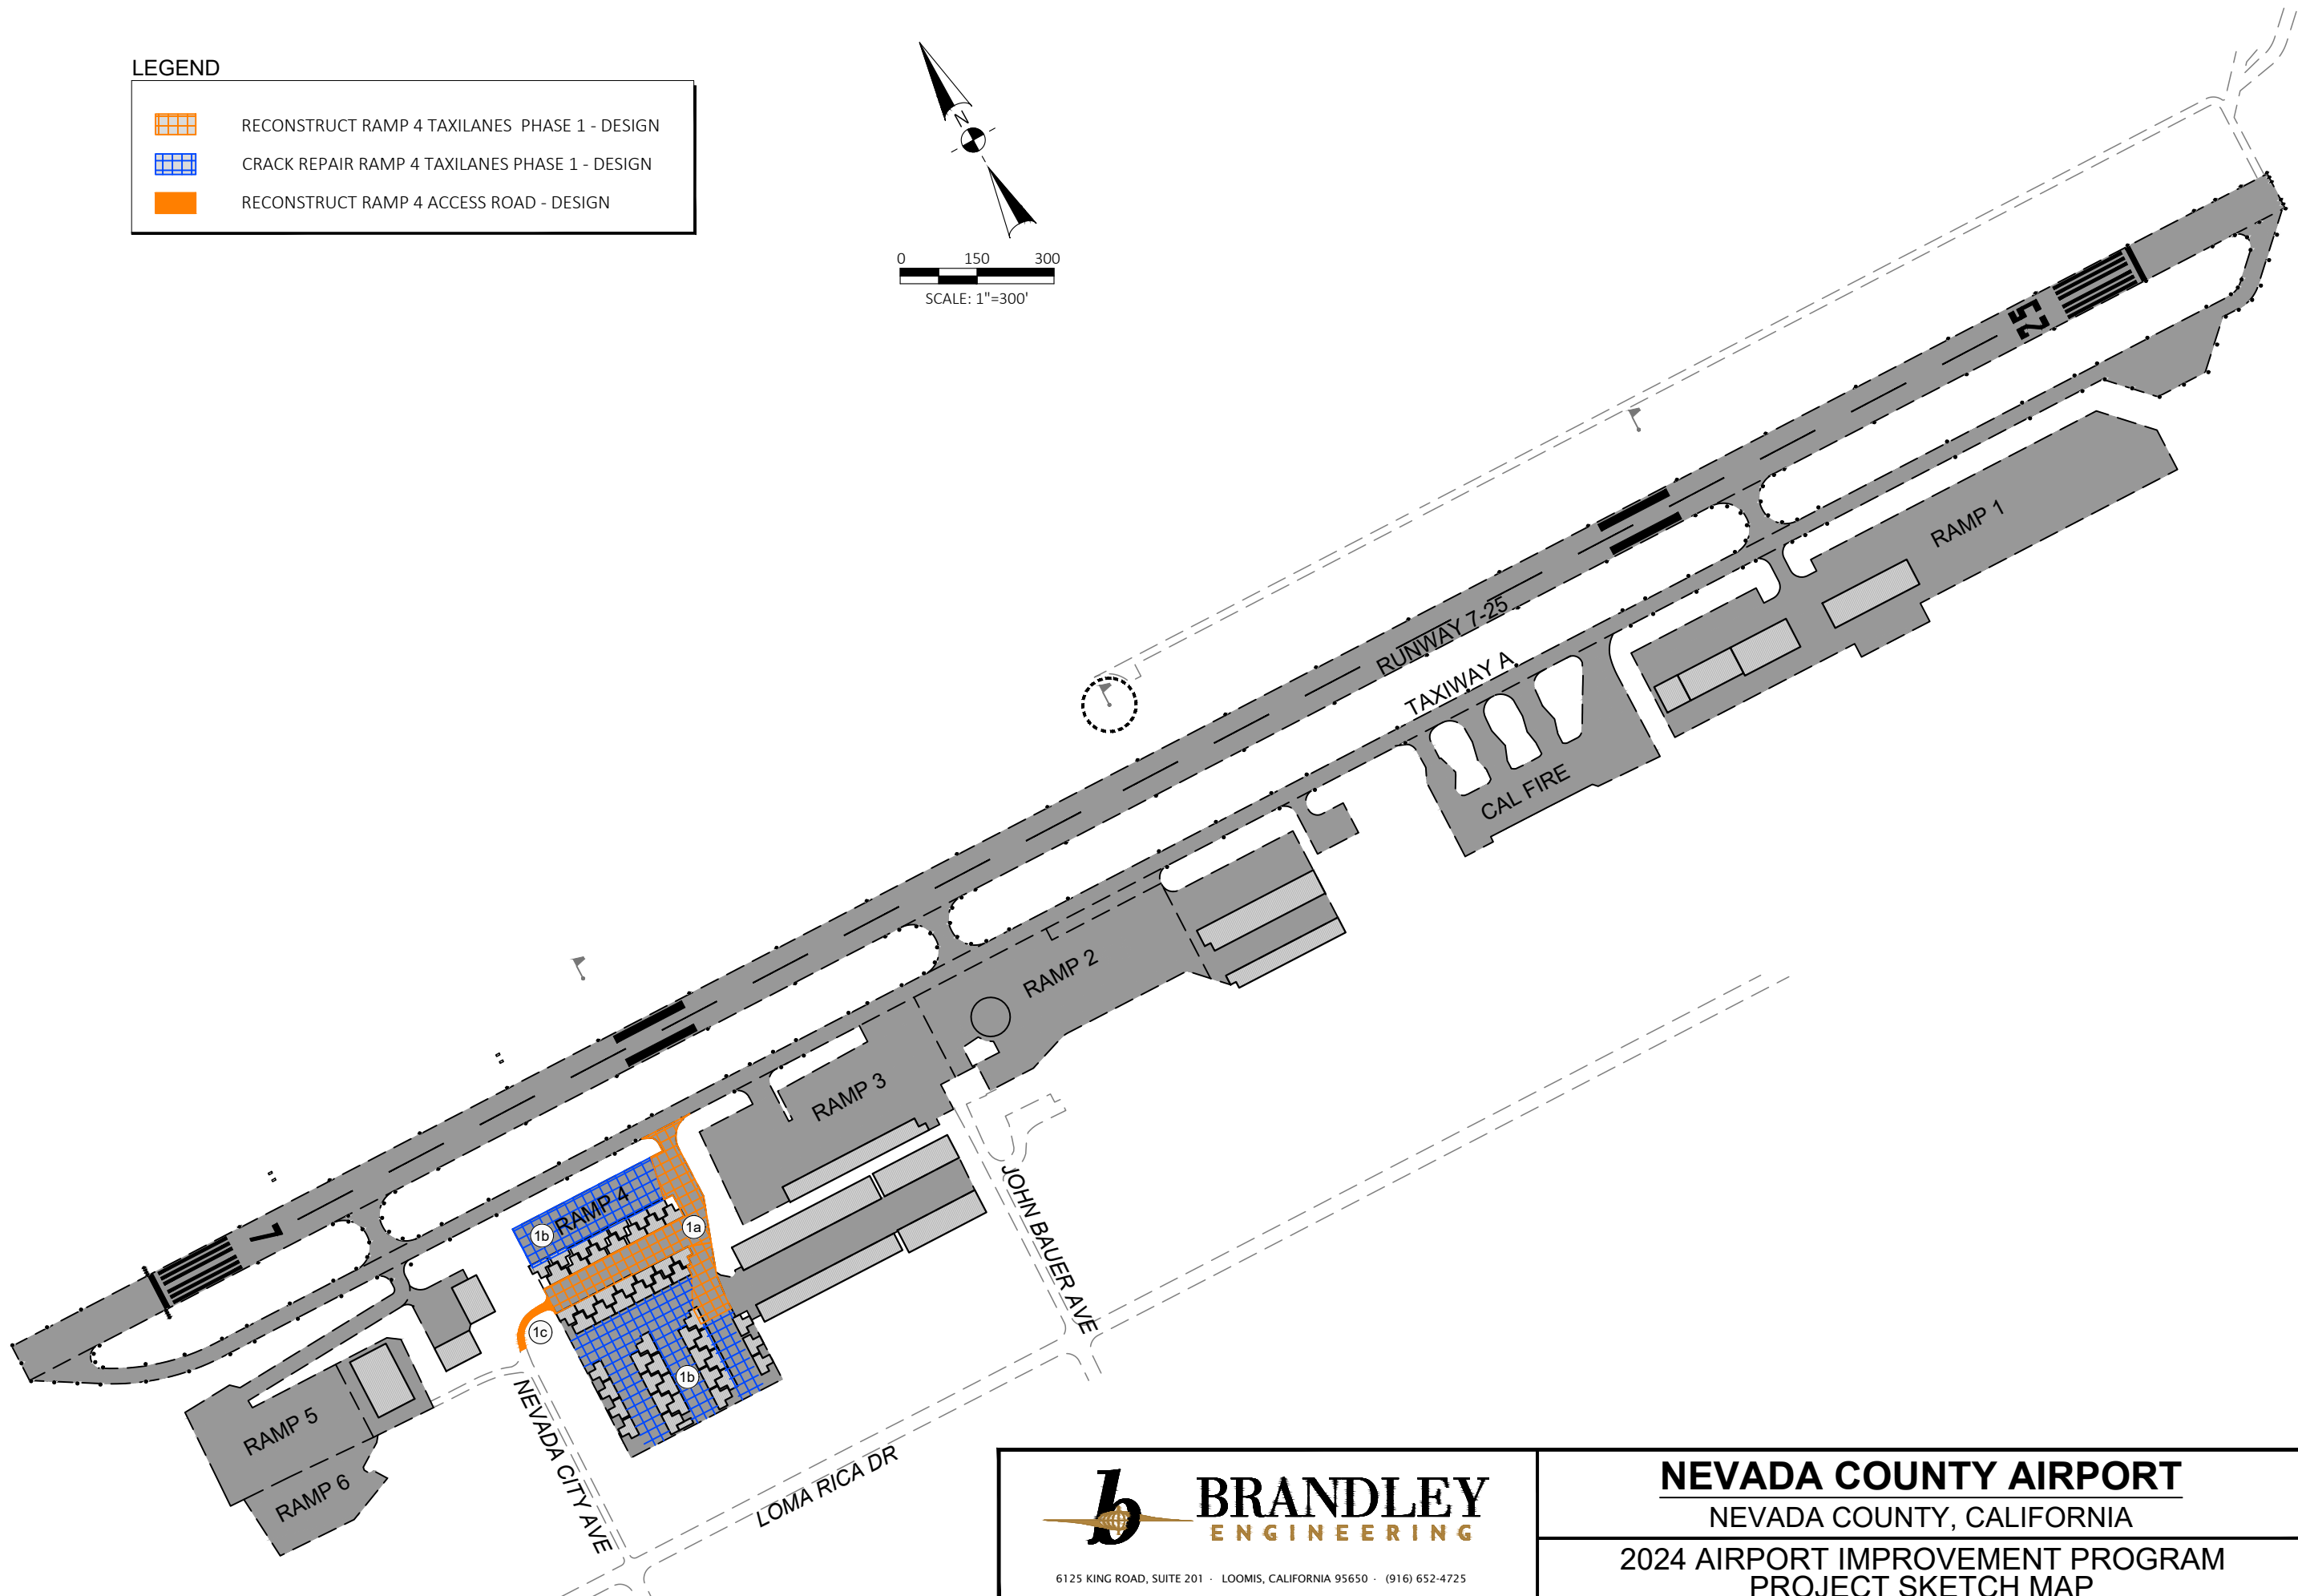 LEGEND
RECONSTRUCT RAMP 4 TAXILANES PHASE 1 - DESIGN
CRACK REPAIR RAMP 4 TAXILANES PHASE 1 - DESIGN
RECONSTRUCT RAMP 4 ACCESS ROAD - DESIGN
N
0 150 300
SCALE: 1"=300'
25
RAMP 1
RUNWAY 7-25
TAXIWAY A
CAL FIRE
RAMP 2
RAMP 3
JOHN BAUER AVE
RAMP 4
1a
1b
7
1c
1b
NEVADA CITY AVE
LOMA RICA DR
RAMP 5
RAMP 6
b
BRANDLEY
ENGINEERING
6125 KING ROAD, SUITE 201 · LOOMIS, CALIFORNIA 95650 · (916) 652-4725
NEVADA COUNTY AIRPORT
NEVADA COUNTY, CALIFORNIA
2024 AIRPORT IMPROVEMENT PROGRAM
PROJECT SKETCH MAP